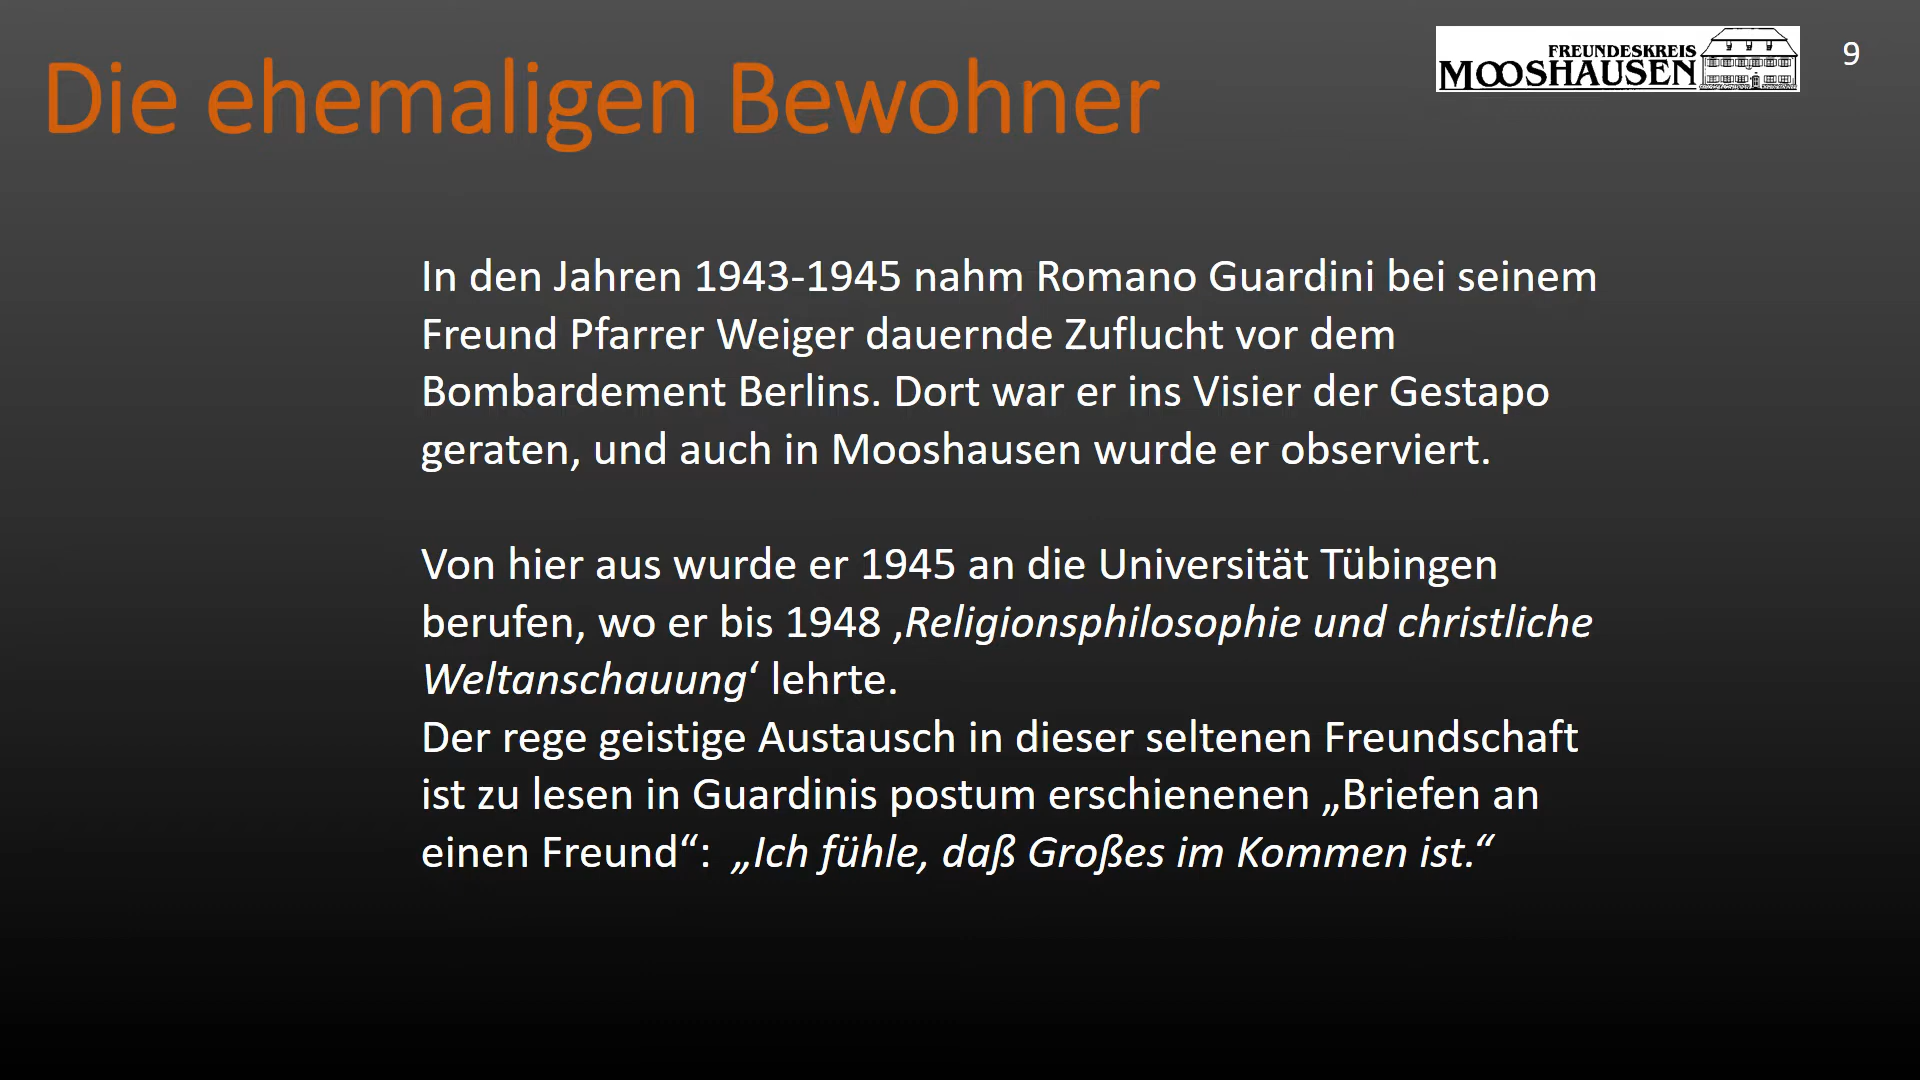 Die ehemaligen Bewohner
FREUNDESKREIS
MOOSHAUSEN
9
In den Jahren 1943-1945 nahm Romano Guardini bei seinem
Freund Pfarrer Weiger dauernde Zuflucht vor dem
Bombardement Berlins. Dort war er ins Visier der Gestapo
geraten, und auch in Mooshausen wurde er observiert.
Von hier aus wurde er 1945 an die Universität Tübingen
berufen, wo er bis 1948 ‚Religionsphilosophie und christliche
Weltanschauung‘ lehrte.
Der rege geistige Austausch in dieser seltenen Freundschaft
ist zu lesen in Guardinis postum erschienenen „Briefen an
einen Freund“: „Ich fühle, daß Großes im Kommen ist.“